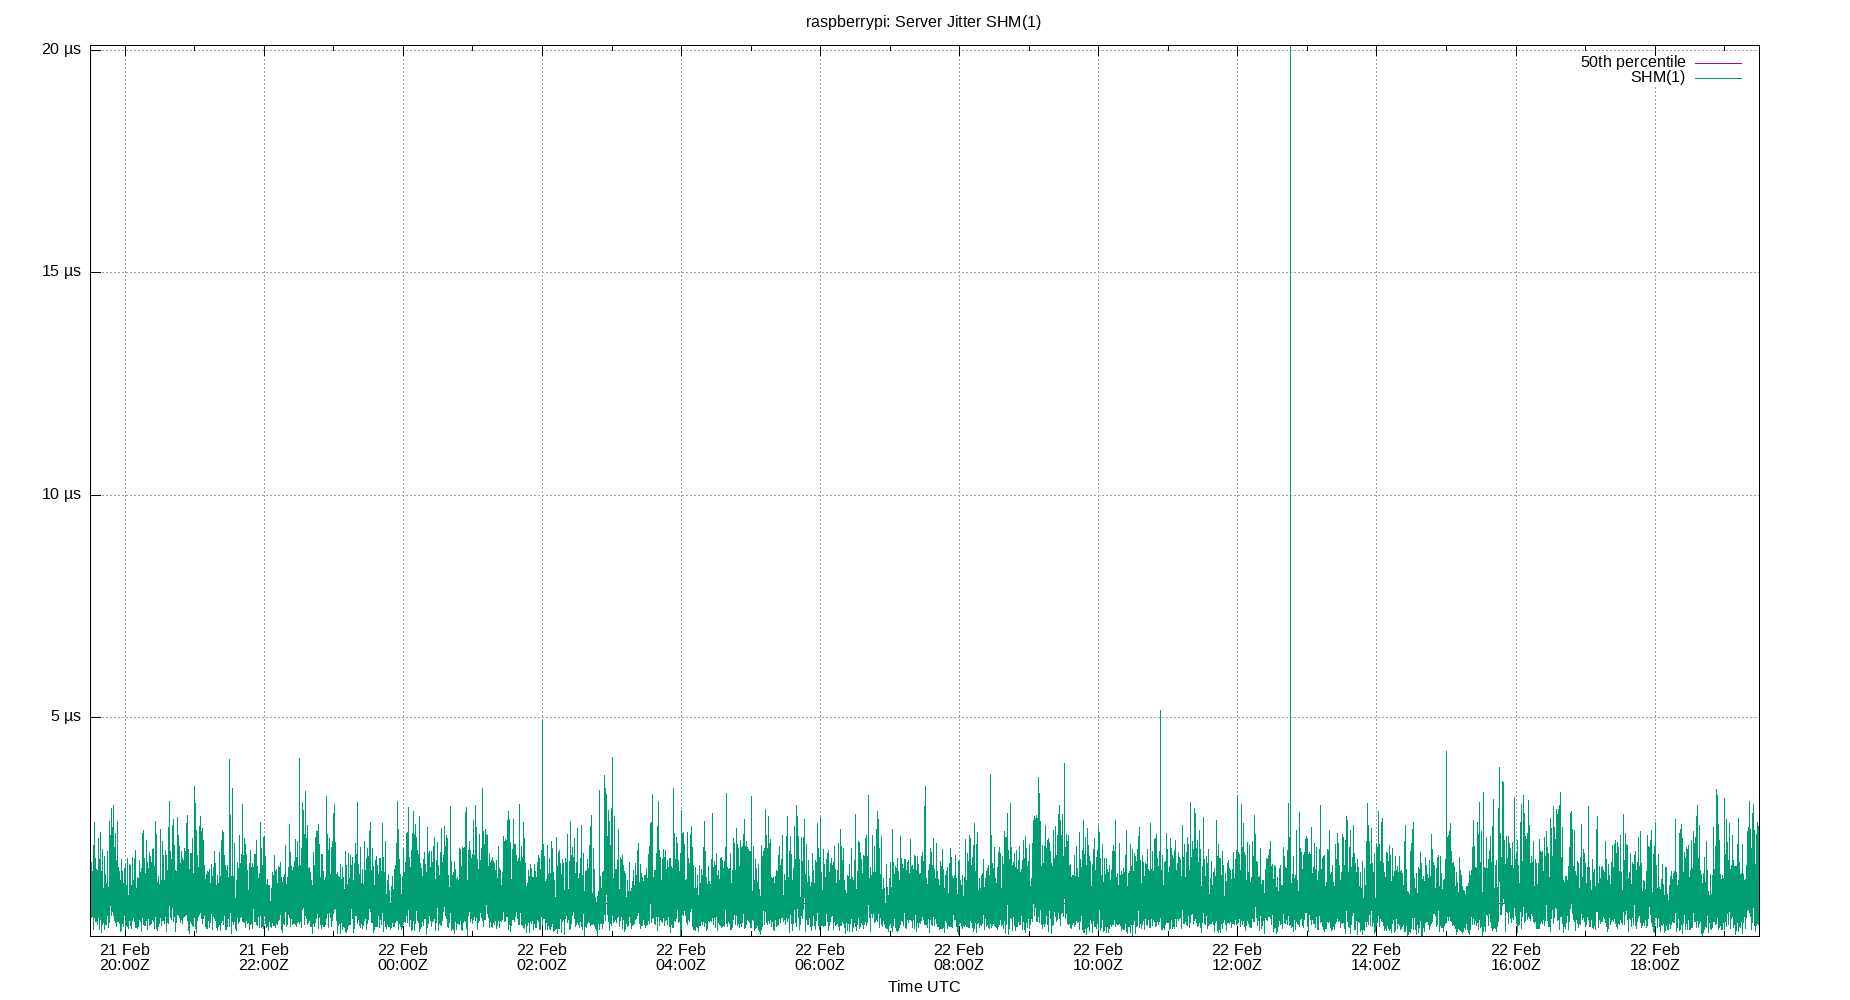 raspberrypi: Server Jitter SHM(1)
20 µs
15 µs
10 µs
5 µs
50th percentile
SHM(1)
21 Feb 20:00Z
21 Feb 22:00Z
22 Feb 00:00Z
22 Feb 02:00Z
22 Feb 04:00Z
22 Feb 06:00Z
22 Feb 08:00Z
22 Feb 10:00Z
22 Feb 12:00Z
22 Feb 14:00Z
22 Feb 16:00Z
22 Feb 18:00Z
Time UTC